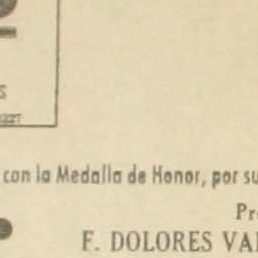 S
con la Medalla de Honor, por su
Pr
F. DOLORES VA